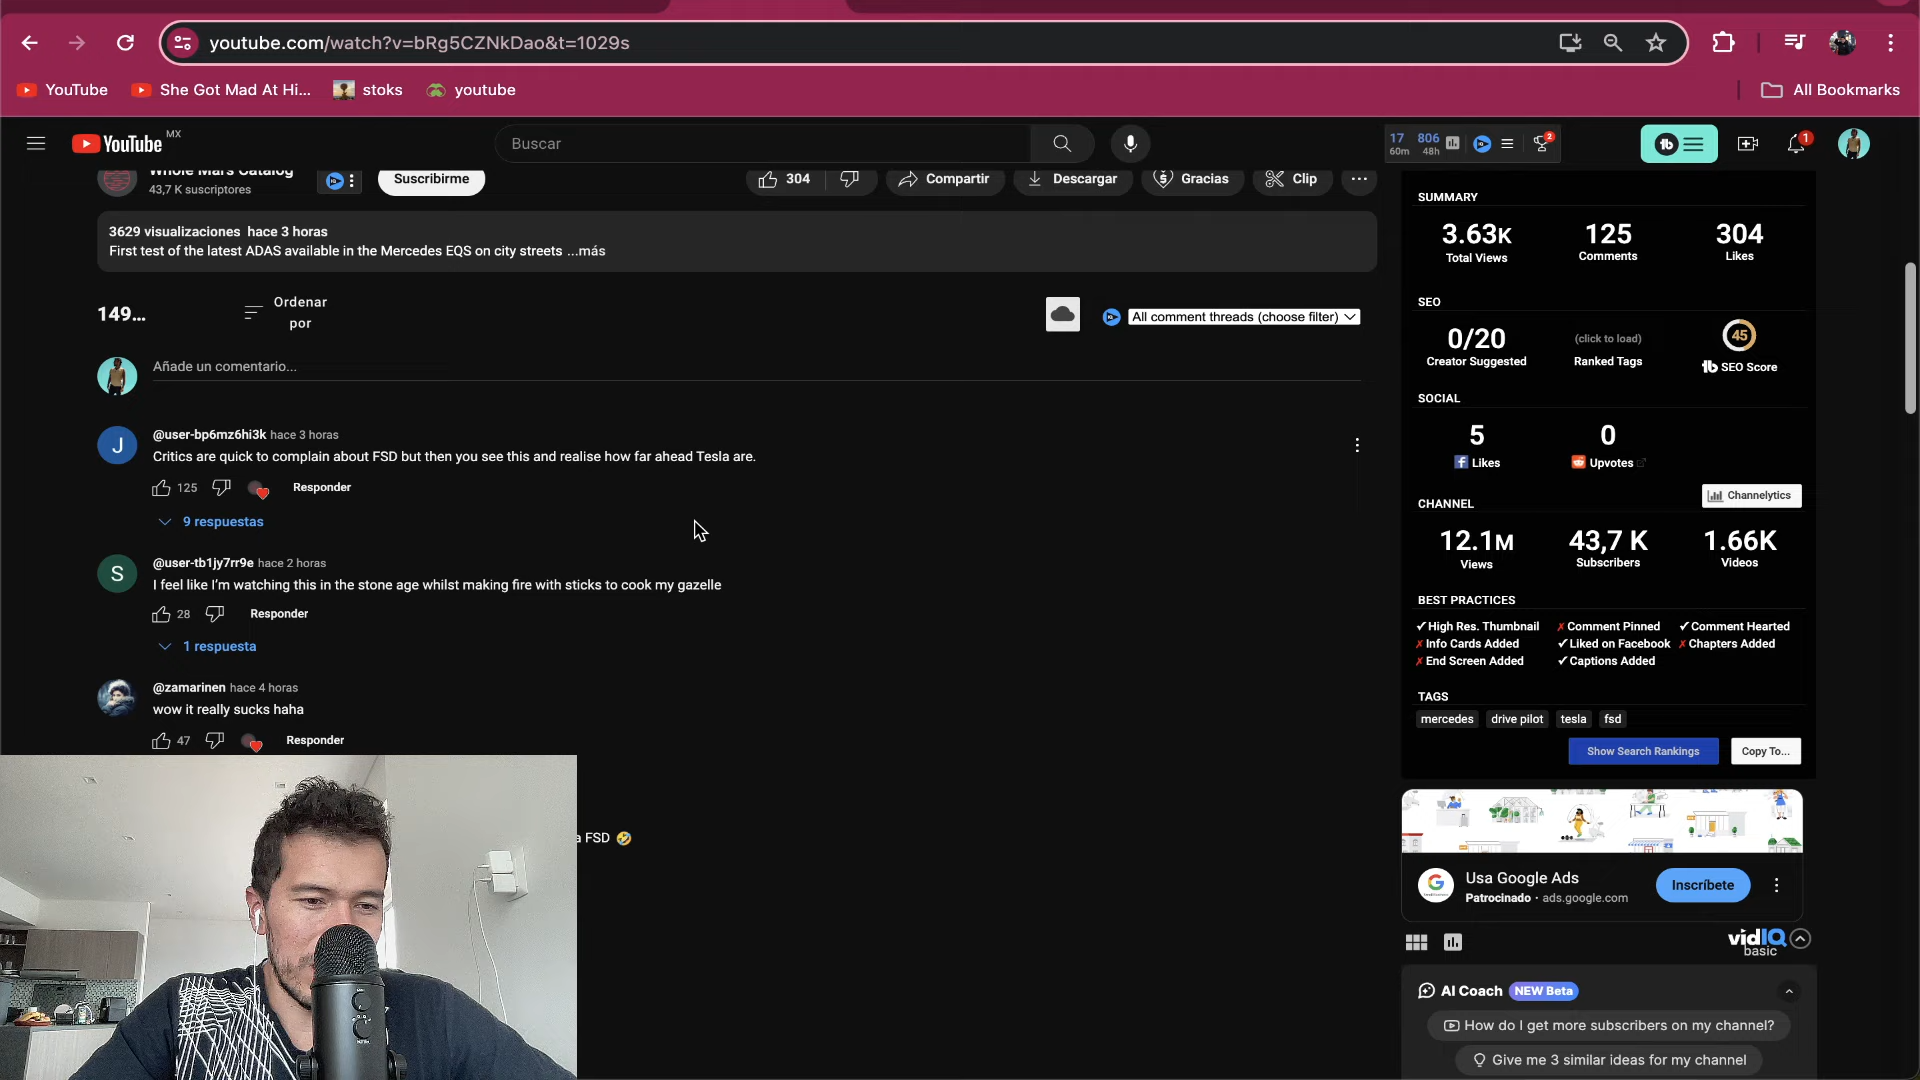 youtube.com/watch?v=bRg5CZNkDao&t=1029s
YouTube
She Got Mad At Hi...
stoks
youtube
All Bookmarks
YouTube MX
Buscar
17 60m
806 48h
2
1
Whole Mars Catalog
43,7 K suscriptores
Suscribirme
304
Compartir
Descargar
Gracias
Clip
3629 visualizaciones hace 3 horas
First test of the latest ADAS available in the Mercedes EQS on city streets ...más
149...
Ordenar
por
All comment threads (choose filter)
Añade un comentario...
J
@user-bp6mz6hi3k hace 3 horas
Critics are quick to complain about FSD but then you see this and realise how far ahead Tesla are.
125
Responder
9 respuestas
S
@user-tb1jy7rr9e hace 2 horas
I feel like I'm watching this in the stone age whilst making fire with sticks to cook my gazelle
28
Responder
1 respuesta
@zamarinen hace 4 horas
wow it really sucks haha
47
Responder
a FSD 🤣
SUMMARY
3.63K
125
304
Total Views
Comments
Likes
SEO
0/20
(click to load)
45
Creator Suggested
Ranked Tags
tb SEO Score
SOCIAL
5
0
Likes
Upvotes
CHANNEL
Channelytics
12.1M
43,7 K
1.66K
Views
Subscribers
Videos
BEST PRACTICES
✓High Res. Thumbnail
✗Comment Pinned
✓Comment Hearted
✗Info Cards Added
✓Liked on Facebook
✗Chapters Added
✗End Screen Added
✓Captions Added
TAGS
mercedes
drive pilot
tesla
fsd
Show Search Rankings
Copy To...
Usa Google Ads
Patrocinado · ads.google.com
Inscríbete
vidIQ
basic
AI Coach
NEW Beta
How do I get more subscribers on my channel?
Give me 3 similar ideas for my channel